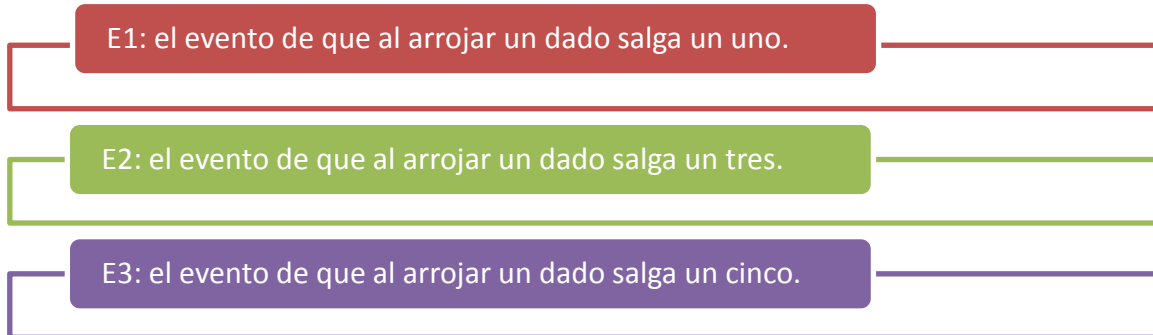 E1: el evento de que al arrojar un dado salga un uno.
E2: el evento de que al arrojar un dado salga un tres.
E3: el evento de que al arrojar un dado salga un cinco.